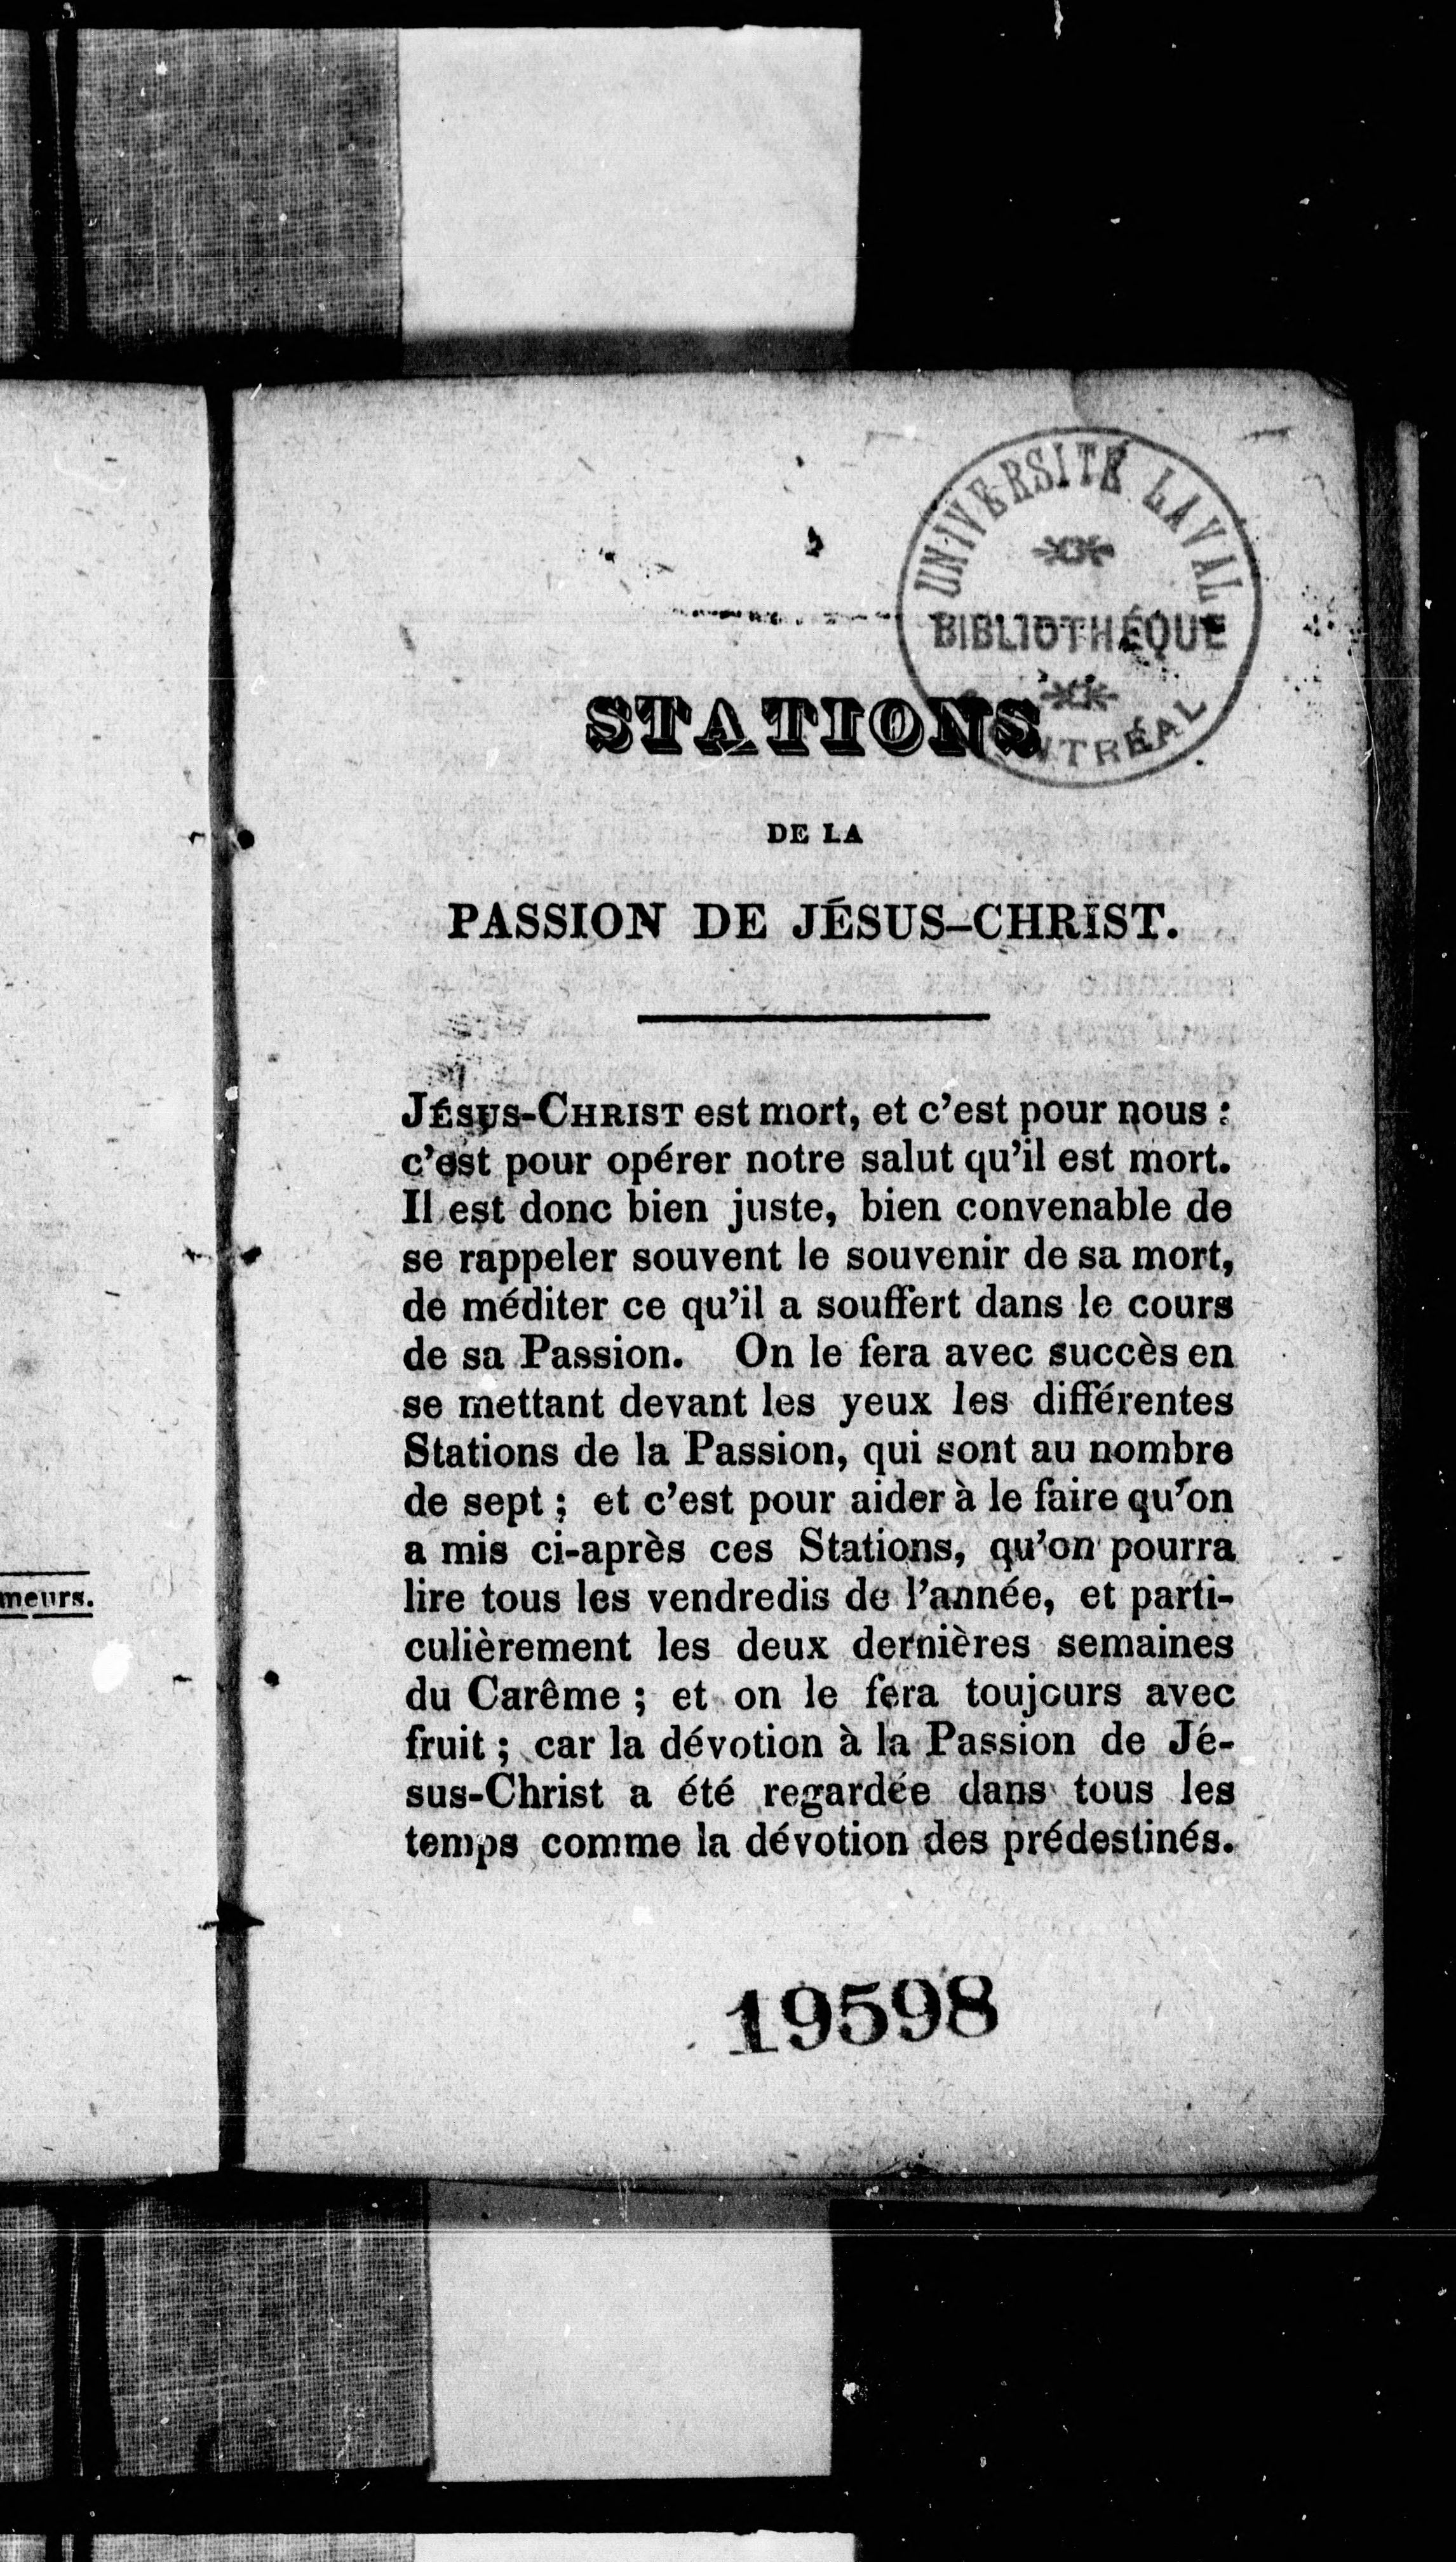 meurs.
UNIVERSITÉ LAVAL
BIBLIOTHÉQUE
STATIONS
DE LA
PASSION DE JÉSUS-CHRIST.
JÉSUS-CHRIST est mort, et c'est pour nous :
c'est pour opérer notre salut qu'il est mort.
Il est donc bien juste, bien convenable de
se rappeler souvent le souvenir de sa mort,
de méditer ce qu'il a souffert dans le cours
de sa Passion. On le fera avec succès en
se mettant devant les yeux les différentes
Stations de la Passion, qui sont au nombre
de sept ; et c'est pour aider à le faire qu'on
a mis ci-après ces Stations, qu'on pourra
lire tous les vendredis de l'année, et parti-
culièrement les deux dernières semaines
du Carême ; et on le fera toujours avec
fruit ; car la dévotion à la Passion de Jé-
sus-Christ a été regardée dans tous les
temps comme la dévotion des prédestinés.
19598